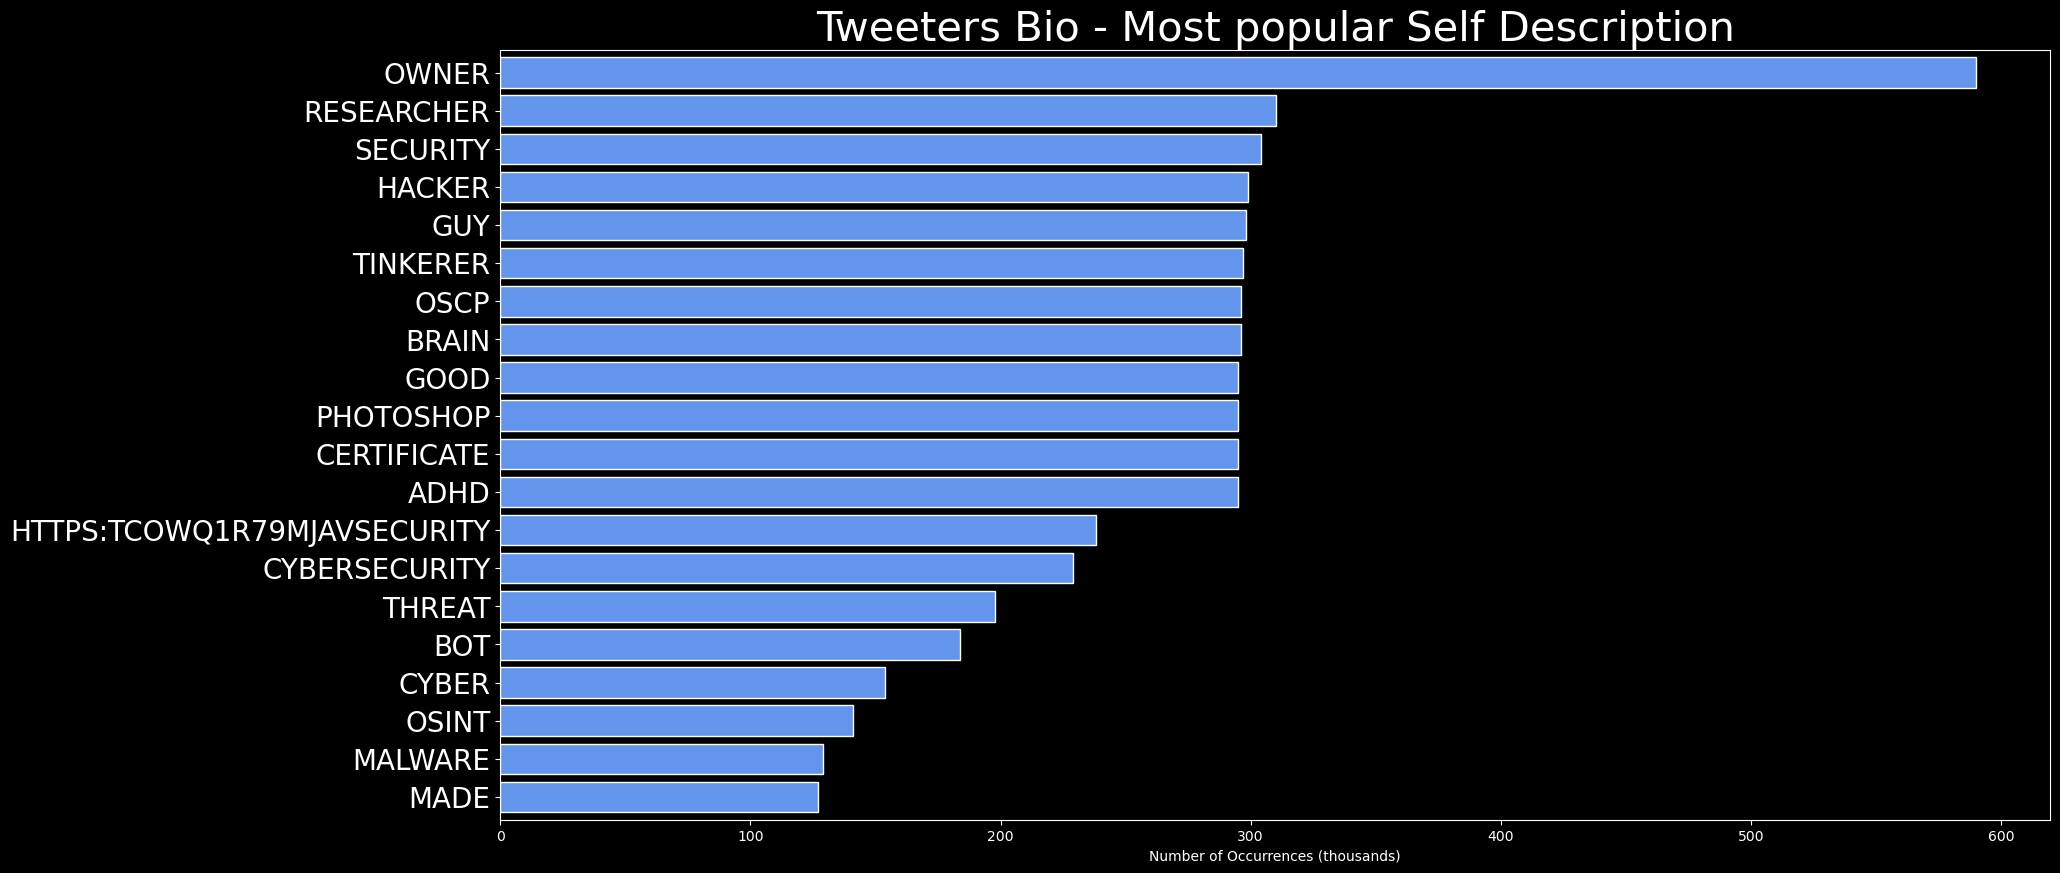 Tweeters Bio - Most popular Self Description
OWNER
RESEARCHER
SECURITY
HACKER
GUY
TINKERER
OSCP
BRAIN
GOOD
PHOTOSHOP
CERTIFICATE
ADHD
HTTPS:TCOWQ1R79MJAVSECURITY
CYBERSECURITY
THREAT
BOT
CYBER
OSINT
MALWARE
MADE
0 100 200 300 400 500 600
Number of Occurrences (thousands)